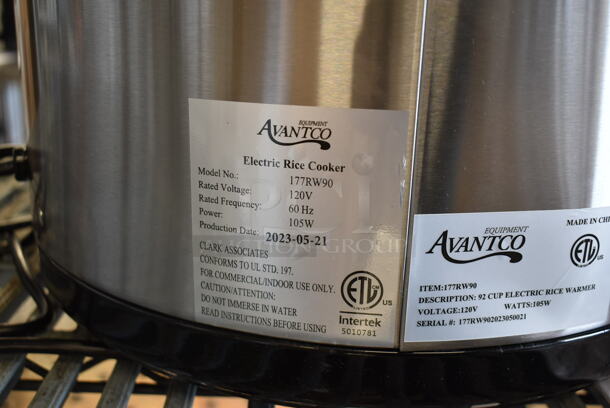 EQUIPMENT
AVANTCO
Electric Rice Cooker
Model No.: 177RW90
Rated Voltage: 120V
Rated Frequency: 60 Hz
Power: 105W
Production Date: 2023-05-21
CLARK ASSOCIATES
CONFORMS TO UL STD. 197.
FOR COMMERCIAL/INDOOR USE ONLY.
CAUTION/ATTENTION:
DO NOT IMMERSE IN WATER
READ INSTRUCTIONS BEFORE USING
ETL CM US
Intertek
5010781
MADE IN
EQUIPMENT
AVANTCO
ETL US
ITEM:177RW90
DESCRIPTION: 92 CUP ELECTRIC RICE WARMER
VOLTAGE:120V WATTS:105W
SERIAL #: 177RW902023050021